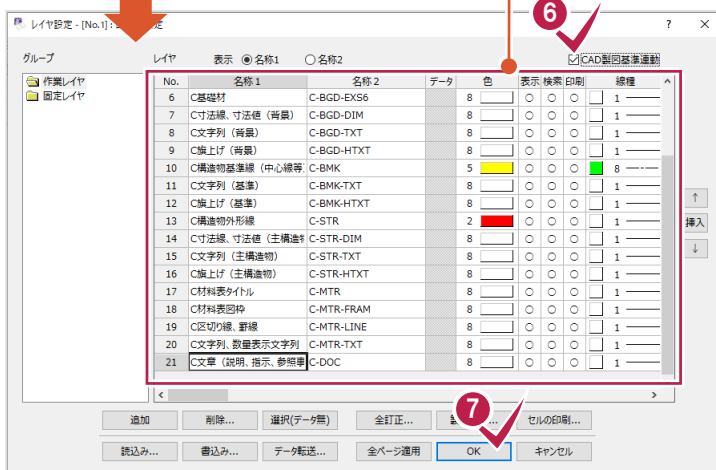 レイヤ設定 - [No.1] :
定
?
×
6
グループ
レイヤ 表示 名称1 名称2 CAD製図基準連動
作業レイヤ
固定レイヤ
No. 名称1 名称2 データ 色 表示 検索 印刷 線種
6 C基礎材 C-BGD-EXS6 8 ○ ○ ○ 1
7 C寸法線、寸法値(背景) C-BGD-DIM 8 ○ ○ ○ 1
8 C文字列(背景) C-BGD-TXT 8 ○ ○ ○ 1
9 C旗上げ(背景) C-BGD-HTXT 8 ○ ○ ○ 1
10 C構造物基準線(中心線等 C-BMK 5 ○ ○ ○ 8
11 C文字列(基準) C-BMK-TXT 8 ○ ○ ○ 1
12 C旗上げ(基準) C-BMK-HTXT 8 ○ ○ ○ 1
13 C構造物外形線 C-STR 2 ○ ○ ○ 1
14 C寸法線、寸法値(主構造物 C-STR-DIM 8 ○ ○ ○ 1
15 C文字列(主構造物) C-STR-TXT 8 ○ ○ ○ 1
16 C旗上げ(主構造物) C-STR-HTXT 8 ○ ○ ○ 1
17 C材料表タイトル C-MTR 8 ○ ○ ○ 1
18 C材料表図枠 C-MTR-FRAM 8 ○ ○ ○ 1
19 C区切り線、罫線 C-MTR-LINE 8 ○ ○ ○ 1
20 C文字列、数量表示文字列 C-MTR-TXT 8 ○ ○ ○ 1
21 C文章(説明、指示、参照事 C-DOC 8 ○ ○ ○ 1
↑
挿入
↓
追加 削除... 選択(データ無) 全訂正... セルの印刷...
7
読込み... 書込み... データ転送... 全ページ適用 OK キャンセル